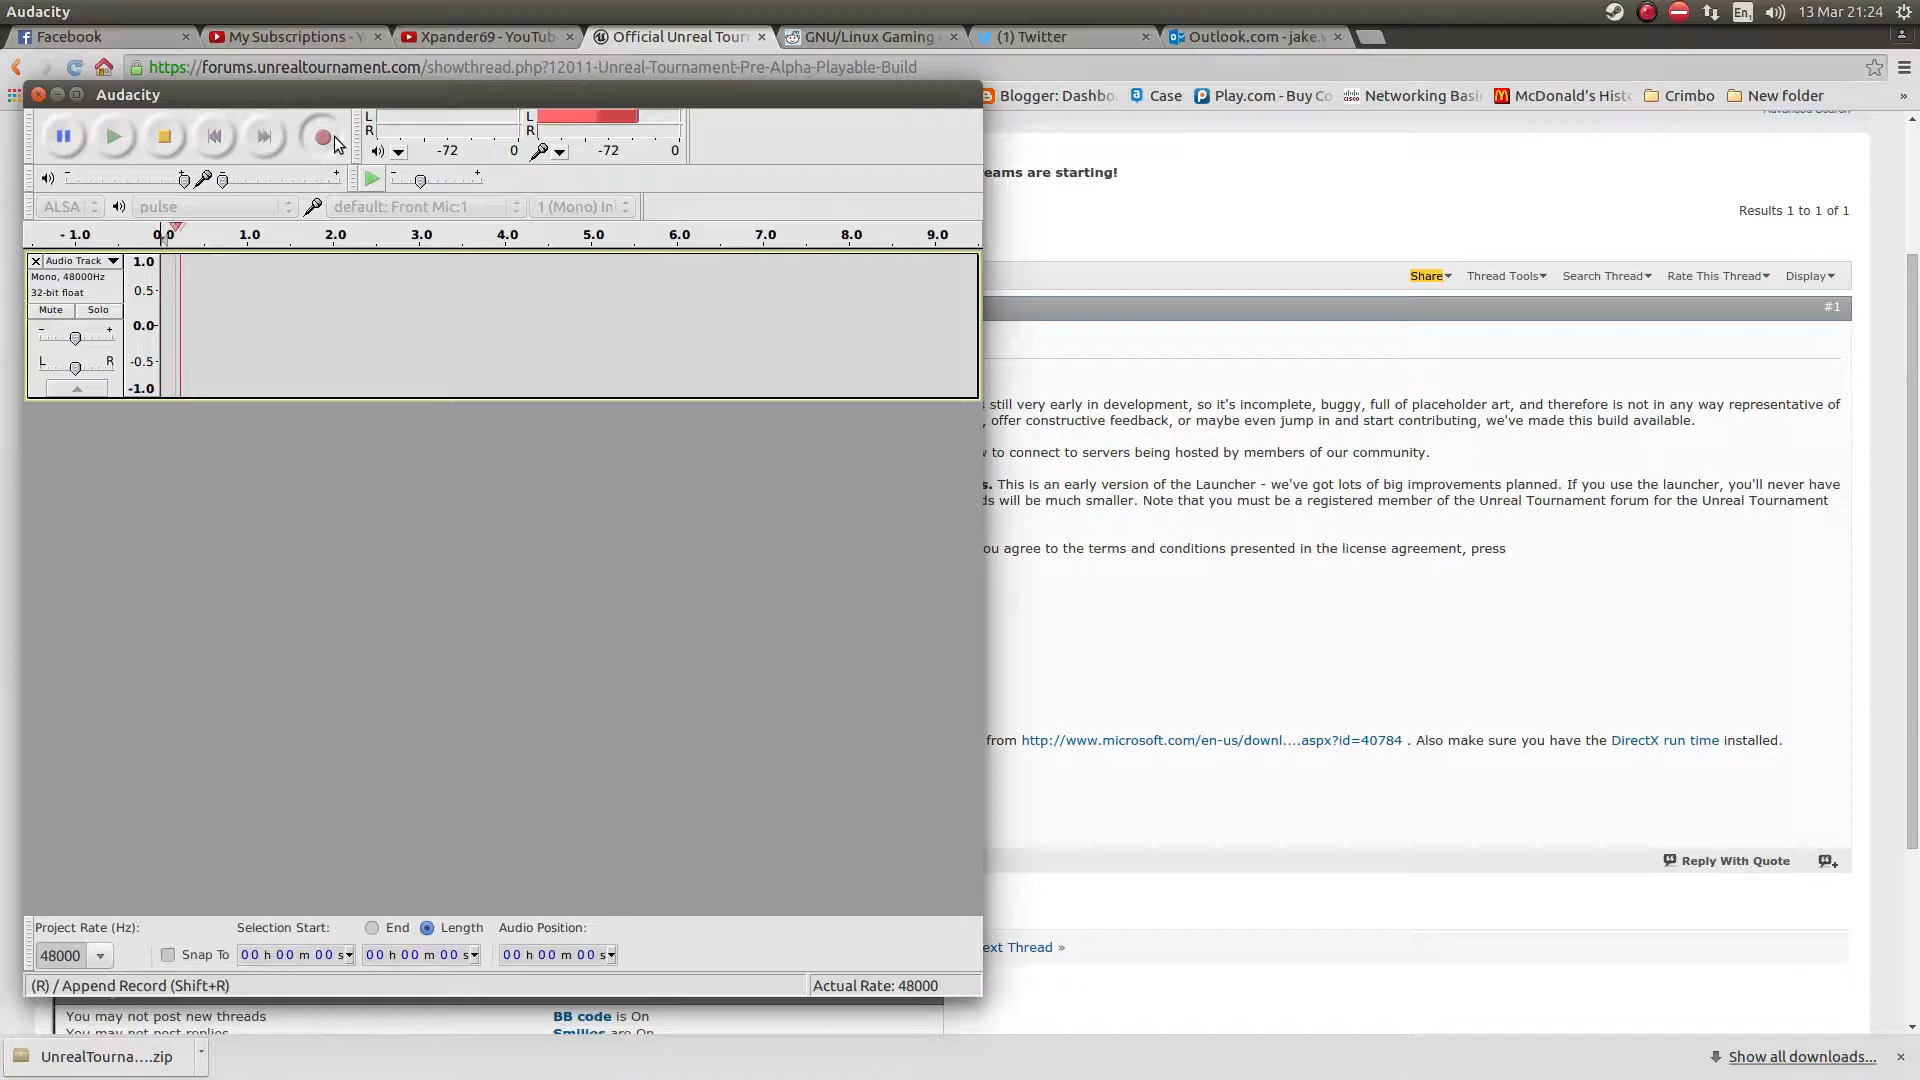 Audacity
En1
13 Mar 21:24
Facebook
My Subscriptions - Y
Xpander69 - YouTub
Official Unreal Tour
GNU/Linux Gaming
(1) Twitter
Outlook.com - jake.
https://forums.unrealtournament.com/showthread.php?12011-Unreal-Tournament-Pre-Alpha-Playable-Build
Audacity
Blogger: Dashbo
Case
Play.com - Buy Co
Networking Basi
McDonald's Hist
Crimbo
New folder
»
L
R
-72 0
L
R
-72 0
ALSA
pulse
default: Front Mic:1
1 (Mono) In
- 1.0 0.0 1.0 2.0 3.0 4.0 5.0 6.0 7.0 8.0 9.0
Audio Track
Mono, 48000Hz
32-bit float
Mute Solo
- +
L R
1.0
0.5
0.0
-0.5
-1.0
eams are starting!
Results 1 to 1 of 1
Share
Thread Tools
Search Thread
Rate This Thread
Display
#1
still very early in development, so it's incomplete, buggy, full of placeholder art, and therefore is not in any way representative of
, offer constructive feedback, or maybe even jump in and start contributing, we've made this build available.
to connect to servers being hosted by members of our community.
s. This is an early version of the Launcher - we've got lots of big improvements planned. If you use the launcher, you'll never have
ds will be much smaller. Note that you must be a registered member of the Unreal Tournament forum for the Unreal Tournament
ou agree to the terms and conditions presented in the license agreement, press
from http://www.microsoft.com/en-us/downl....aspx?id=40784 . Also make sure you have the DirectX run time installed.
Reply With Quote
ext Thread »
Project Rate (Hz):
Selection Start:
End
Length
Audio Position:
48000
Snap To
00 h 00 m 00 s
00 h 00 m 00 s
00 h 00 m 00 s
(R) / Append Record (Shift+R)
Actual Rate: 48000
You may not post new threads
BB code is On
You may not post replies
Smilies are On
UnrealTourna....zip
Show all downloads...